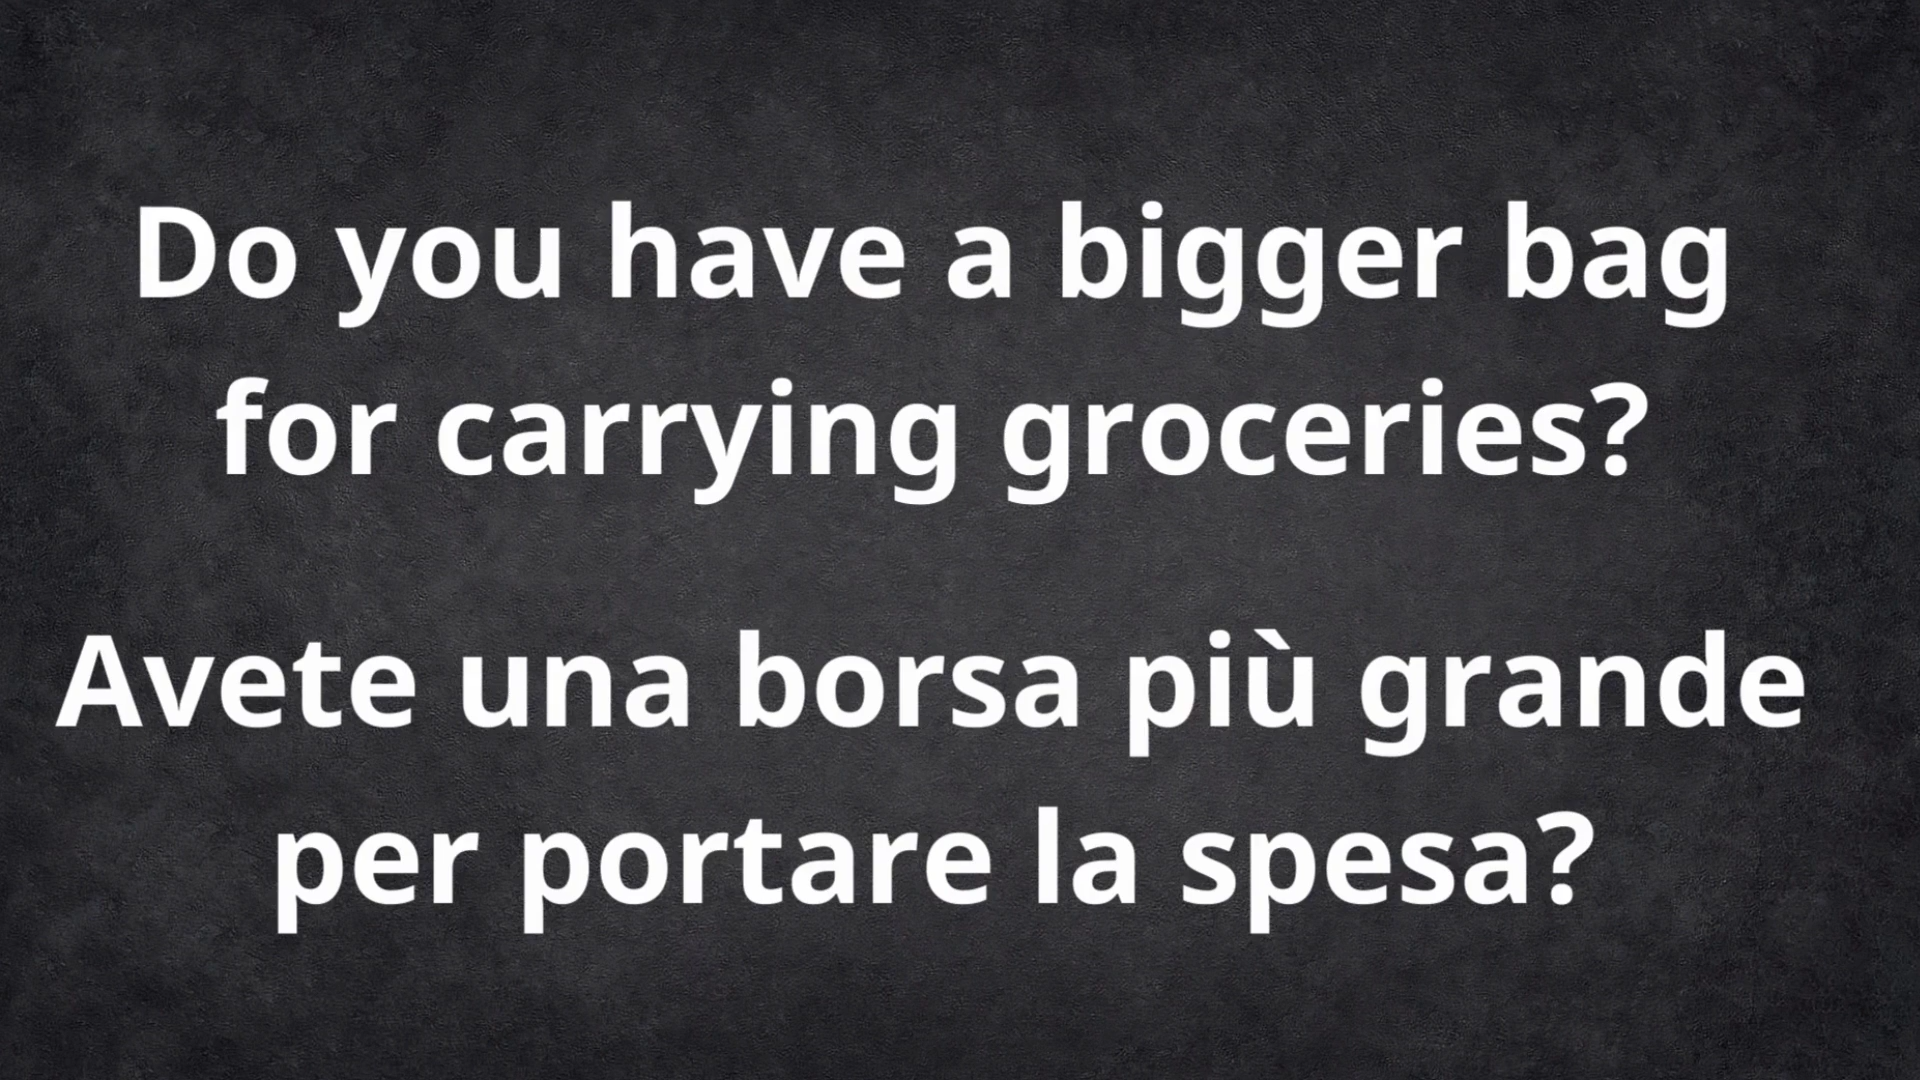 Do you have a bigger bag
for carrying groceries?
Avete una borsa più grande
per portare la spesa?